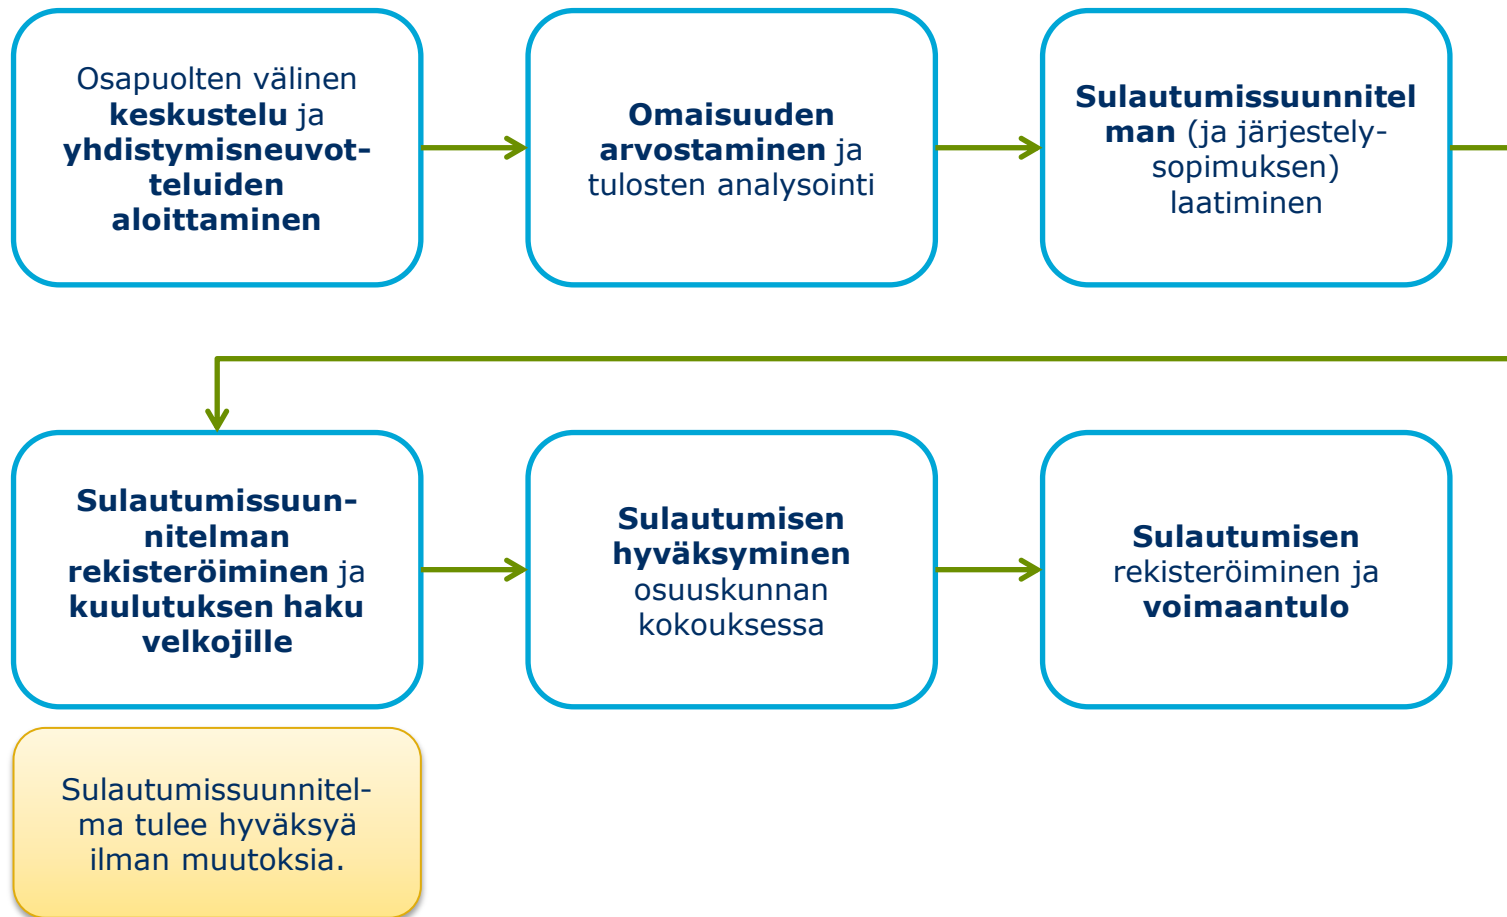 Osapuolten välinen
keskustelu ja
yhdistymisneuvot-
teluiden
aloittaminen
Omaisuuden
arvostaminen ja
tulosten analysointi
Sulautumissuunnitel
man (ja järjestely-
sopimuksen)
laatiminen
Sulautumissuun-
nitelman
rekisteröiminen ja
kuulutuksen haku
velkojille
Sulautumisen
hyväksyminen
osuuskunnan
kokouksessa
Sulautumisen
rekisteröiminen ja
voimaantulo
Sulautumissuunnitel-
ma tulee hyväksyä
ilman muutoksia.